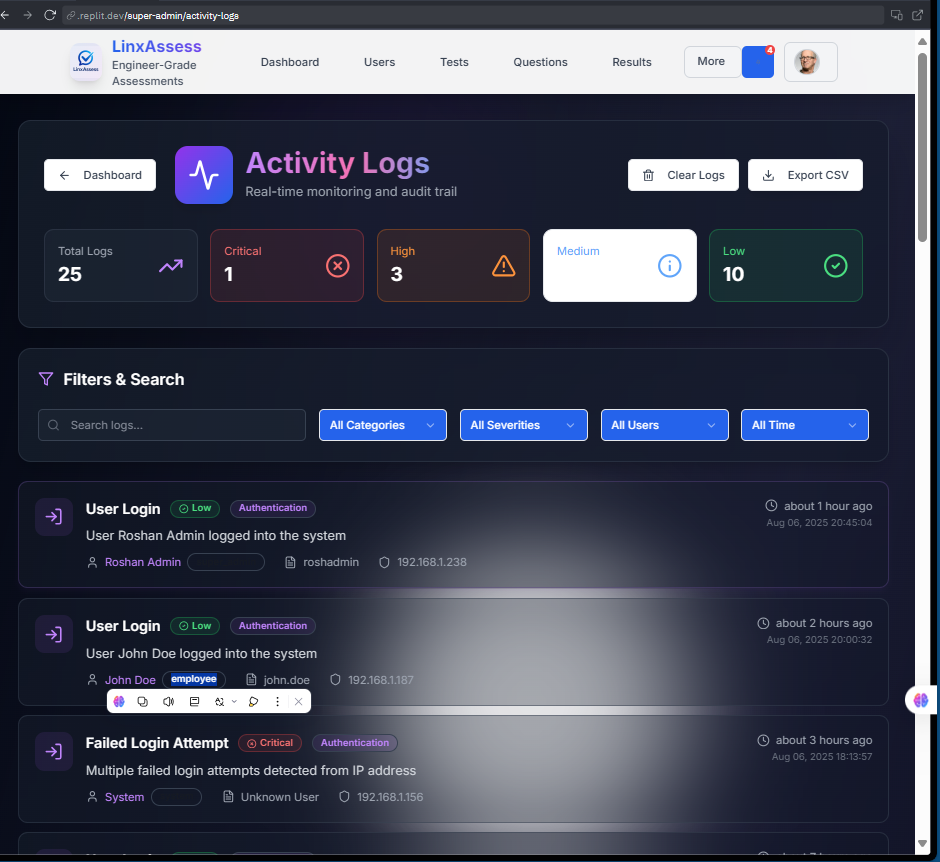 .replit.dev/super-admin/activity-logs
LinxAssess
Engineer-Grade
Assessments
LinxAssess
Dashboard
Users
Tests
Questions
Results
More
4
Dashboard
Activity Logs
Real-time monitoring and audit trail
Clear Logs
Export CSV
Total Logs
25
Critical
1
High
3
Medium
Low
10
Filters & Search
Search logs...
All Categories
All Severities
All Users
All Time
User Login Low Authentication
about 1 hour ago
Aug 06, 2025 20:45:04
User Roshan Admin logged into the system
Roshan Admin roshadmin 192.168.1.238
User Login Low Authentication
about 2 hours ago
Aug 06, 2025 20:00:32
User John Doe logged into the system
John Doe employee john.doe 192.168.1.187
Failed Login Attempt Critical Authentication
about 3 hours ago
Aug 06, 2025 18:13:57
Multiple failed login attempts detected from IP address
System Unknown User 192.168.1.156